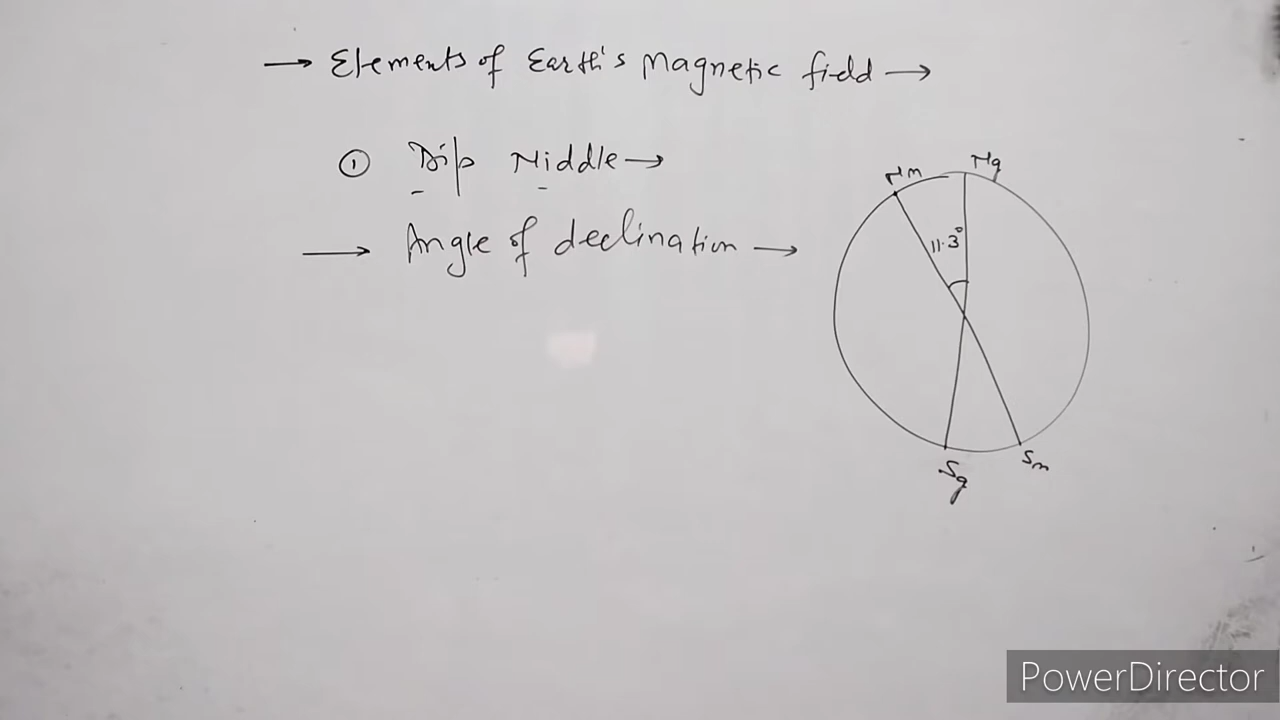 → Elements of Earth's Magnetic field →
① Dip Niddle →
→ Angle of declination →
Nm Ng
11.3°
Sg Sm
PowerDirector